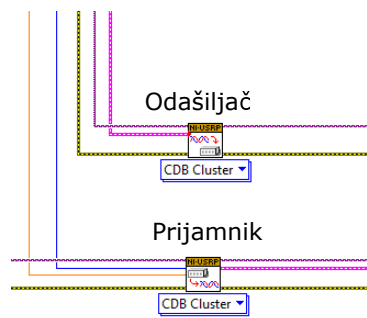 Odašiljač
NI-USRP
CDB Cluster
Prijamnik
NI-USRP
CDB Cluster